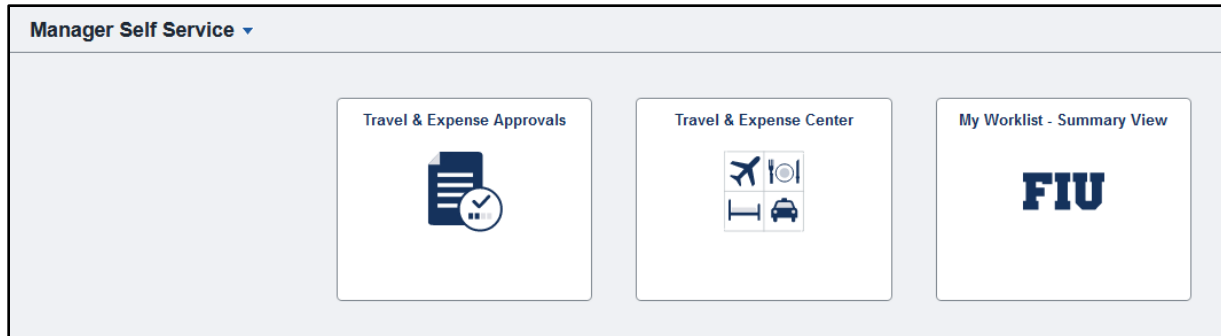 Manager Self Service
Travel & Expense Approvals
Travel & Expense Center
My Worklist - Summary View
FIU